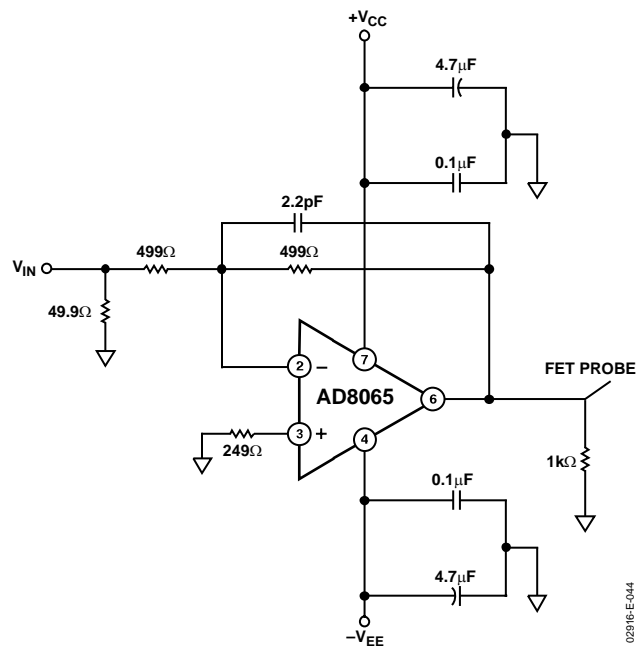 +VCC
4.7μF
0.1μF
2.2pF
VIN
499Ω
499Ω
49.9Ω
2
−
7
AD8065
6
FET PROBE
3
+
4
249Ω
1kΩ
0.1μF
4.7μF
−VEE
02916-E-044